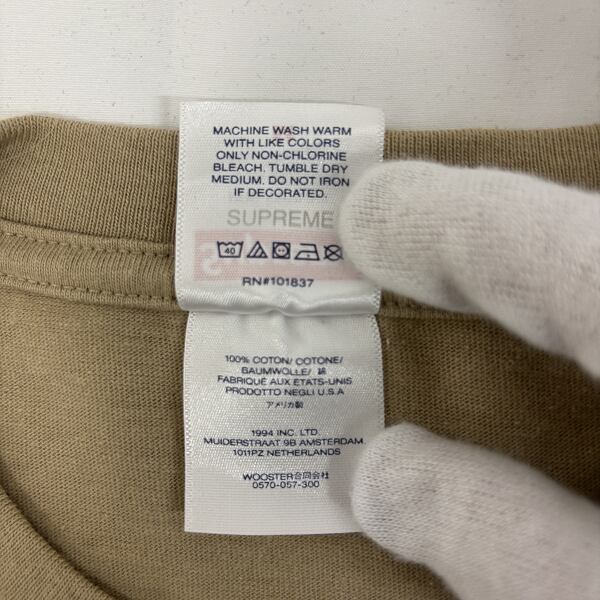 MACHINE WASH WARM
WITH LIKE COLORS
ONLY NON-CHLORINE
BLEACH. TUMBLE DRY
MEDIUM. DO NOT IRON
IF DECORATED.
SUPREME
40
RN#101837
100% COTON/ COTONE/
BAUMWOLLE/ 綿
FABRIQUÉ AUX ÉTATS-UNIS
PRODOTTO NEGLI U.S.A
アメリカ製
1994 INC. LTD.
MUIDERSTRAAT 9B AMSTERDAM,
1011PZ NETHERLANDS
WOOSTER合同会社
0570-057-300